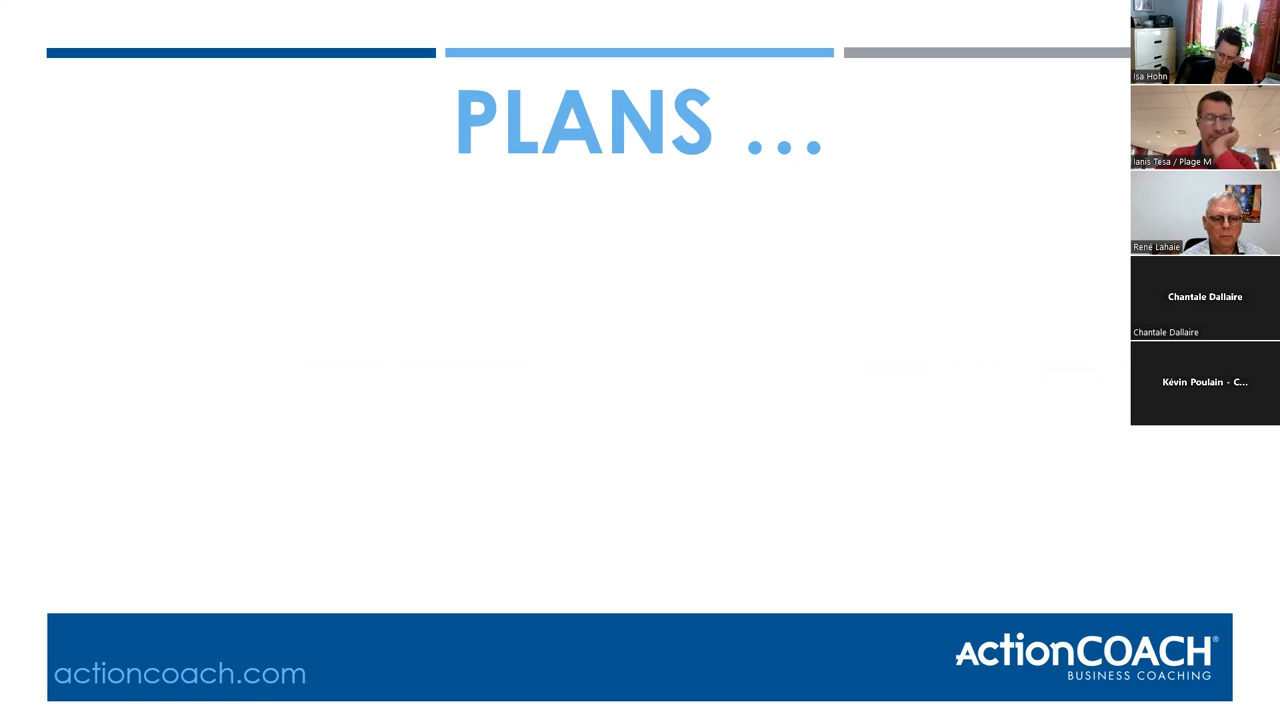 PLANS ...
Isa Hohn
Ianis Tesa / Plage M
René Lahaie
Chantale Dallaire
Chantale Dallaire
Kévin Poulain - C...
actioncoach.com
ActionCOACH®
BUSINESS COACHING